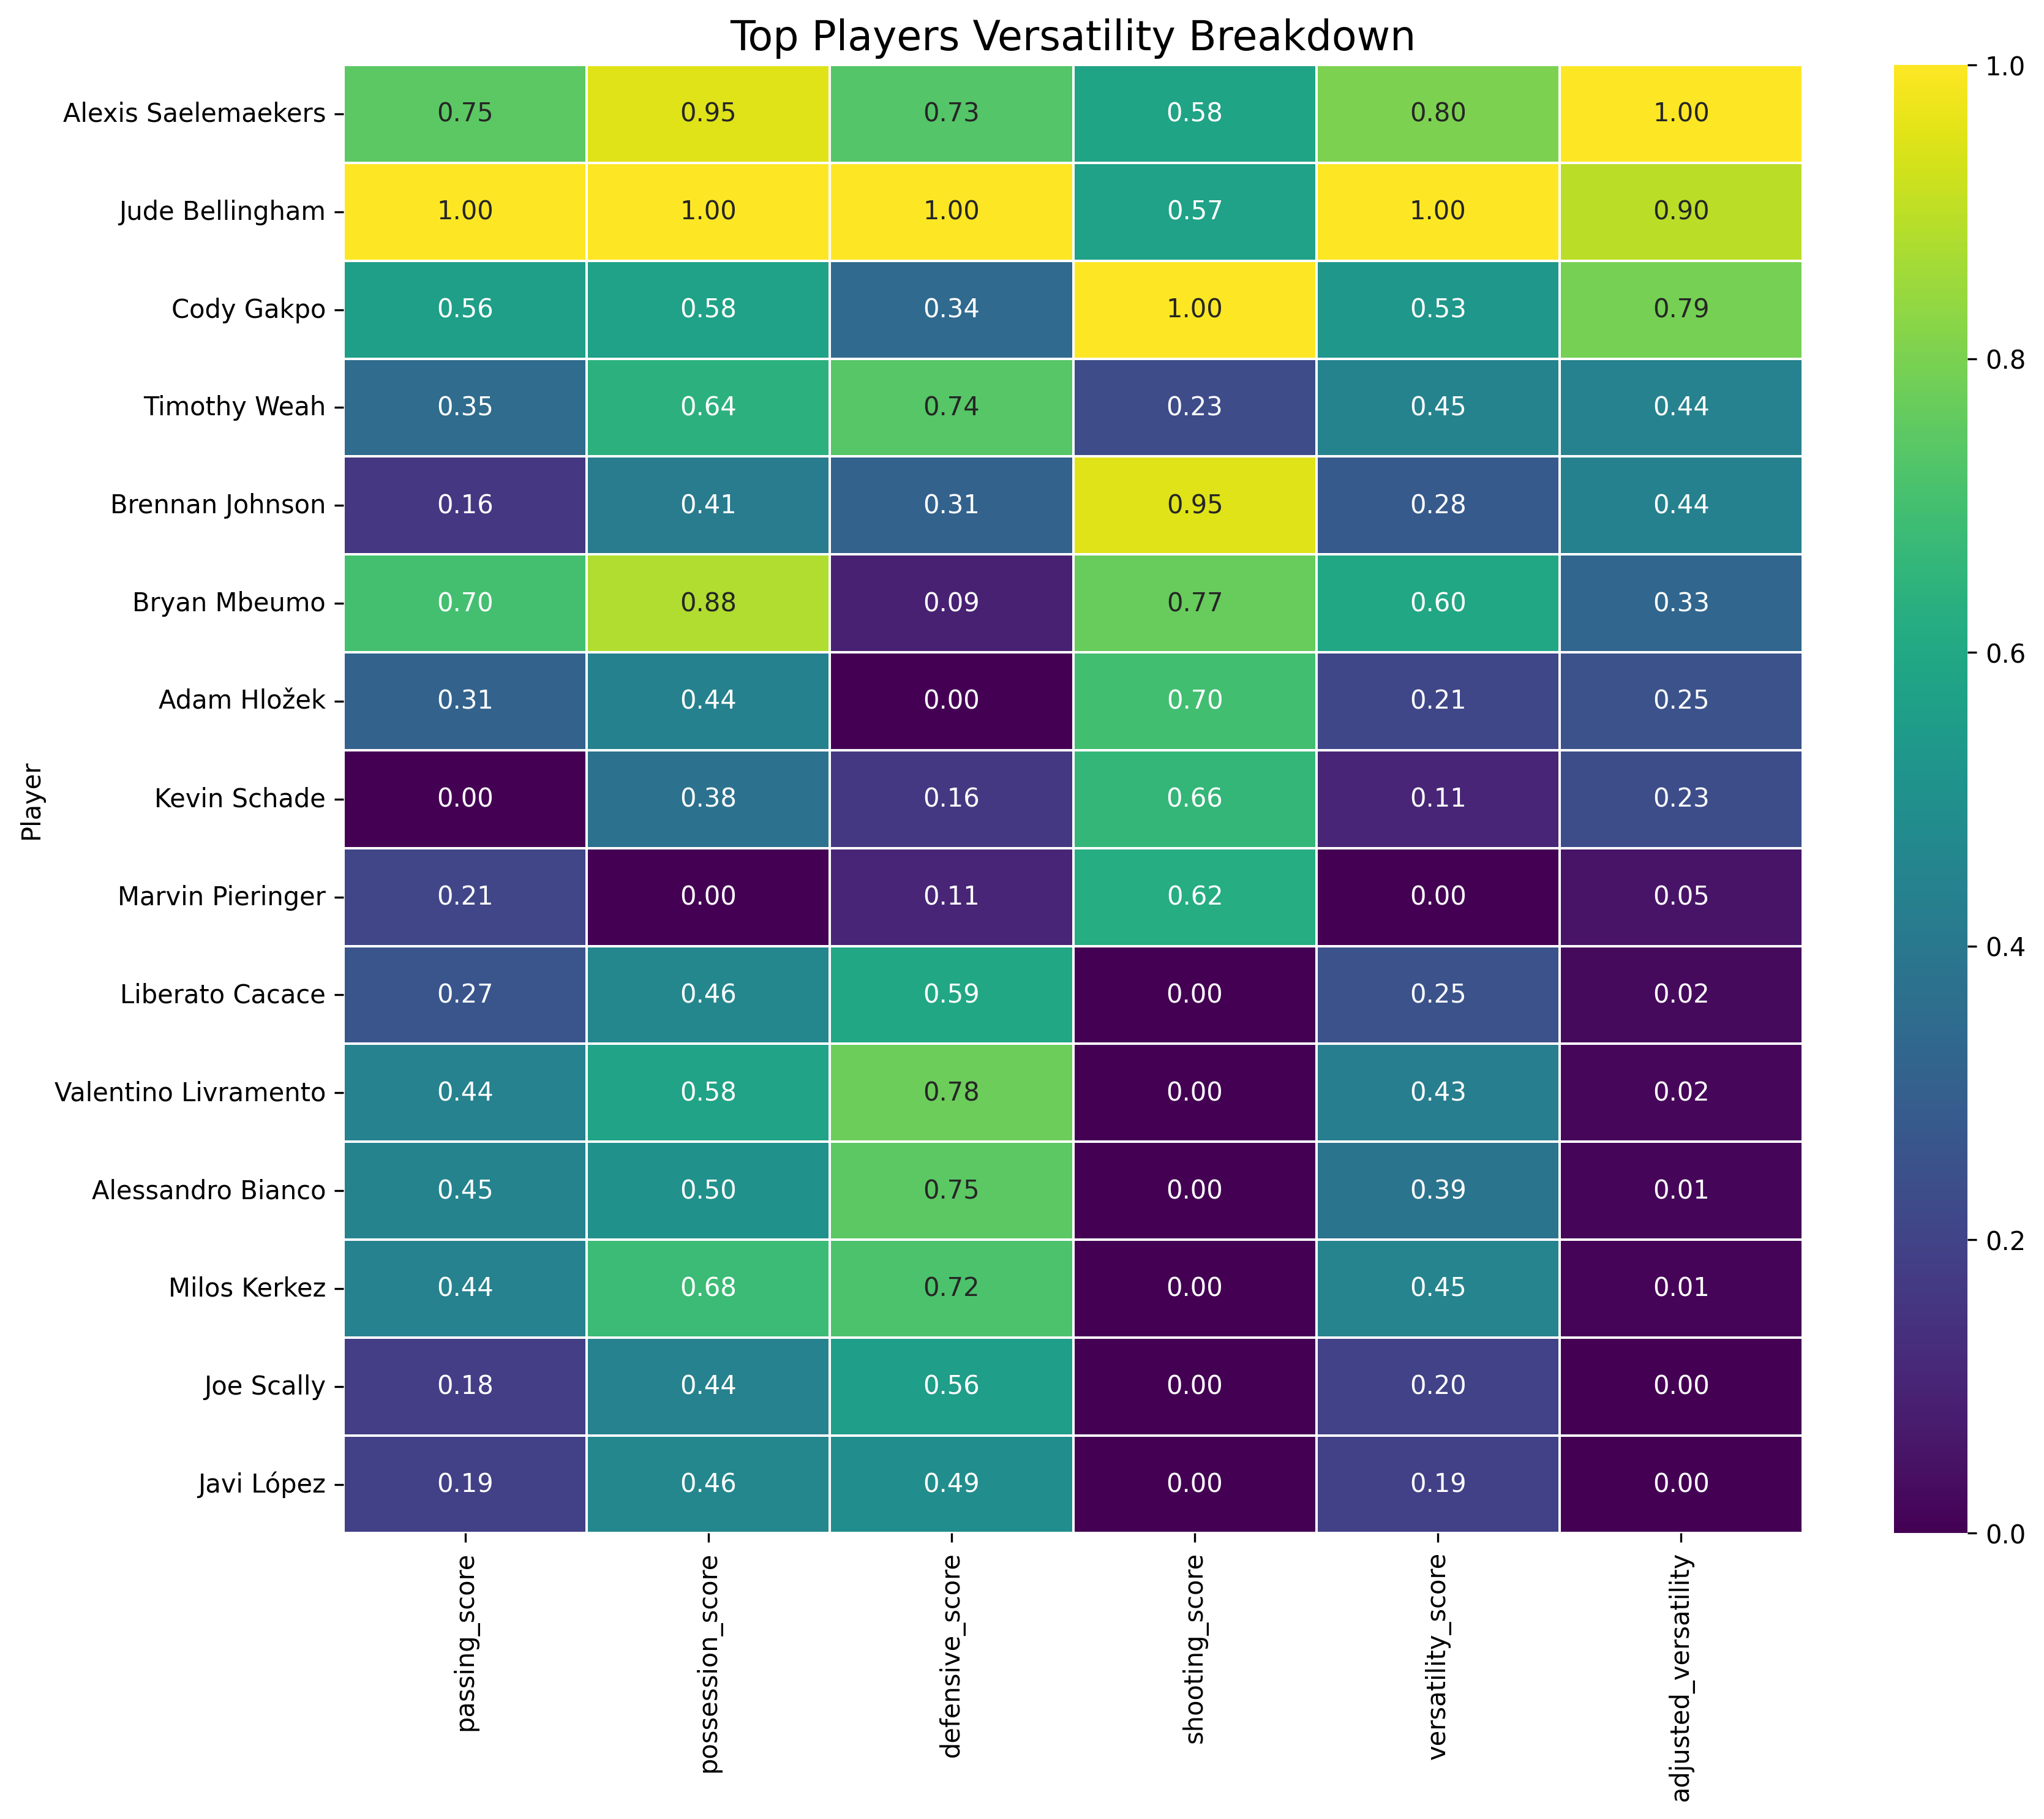 Top Players Versatility Breakdown
Player
Alexis Saelemaekers 0.75 0.95 0.73 0.58 0.80 1.00
Jude Bellingham 1.00 1.00 1.00 0.57 1.00 0.90
Cody Gakpo 0.56 0.58 0.34 1.00 0.53 0.79
Timothy Weah 0.35 0.64 0.74 0.23 0.45 0.44
Brennan Johnson 0.16 0.41 0.31 0.95 0.28 0.44
Bryan Mbeumo 0.70 0.88 0.09 0.77 0.60 0.33
Adam Hložek 0.31 0.44 0.00 0.70 0.21 0.25
Kevin Schade 0.00 0.38 0.16 0.66 0.11 0.23
Marvin Pieringer 0.21 0.00 0.11 0.62 0.00 0.05
Liberato Cacace 0.27 0.46 0.59 0.00 0.25 0.02
Valentino Livramento 0.44 0.58 0.78 0.00 0.43 0.02
Alessandro Bianco 0.45 0.50 0.75 0.00 0.39 0.01
Milos Kerkez 0.44 0.68 0.72 0.00 0.45 0.01
Joe Scally 0.18 0.44 0.56 0.00 0.20 0.00
Javi López 0.19 0.46 0.49 0.00 0.19 0.00
passing_score
possession_score
defensive_score
shooting_score
versatility_score
adjusted_versatility
1.0
0.8
0.6
0.4
0.2
0.0